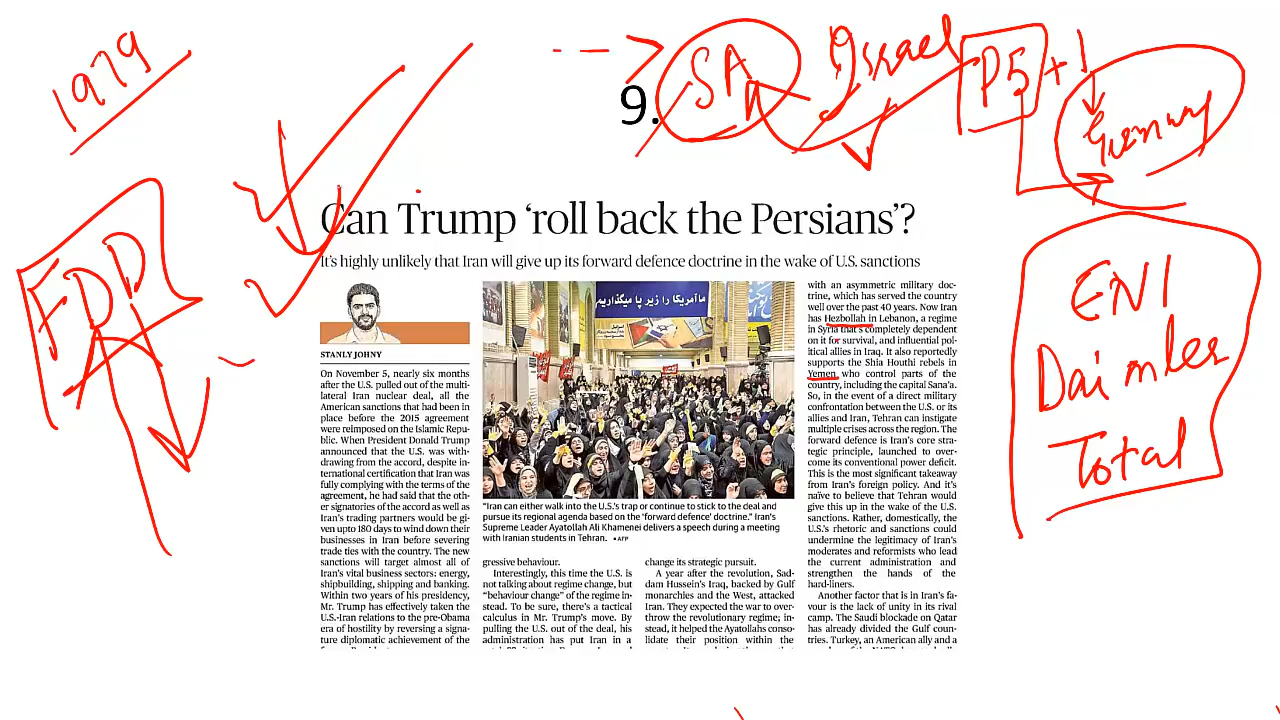 1979
---> SA Israel P5+1
9.
Germany
FDD
ENI
Daimler
Total
Can Trump ‘roll back the Persians’?
It's highly unlikely that Iran will give up its forward defence doctrine in the wake of U.S. sanctions
STANLY JOHNY
On November 5, nearly six months
after the U.S. pulled out of the multi-
lateral Iran nuclear deal, all the
American sanctions that had been in
place before the 2015 agreement
were reimposed on the Islamic Repu-
blic. When President Donald Trump
announced that the U.S. was with-
drawing from the accord, despite in-
ternational certification that Iran was
fully complying with the terms of the
agreement, he had said that the oth-
er signatories of the accord as well as
Iran's trading partners would be gi-
ven upto 180 days to wind down their
businesses in Iran before severing
trade ties with the country. The new
sanctions will target almost all of
Iran's vital business sectors: energy,
shipbuilding, shipping and banking.
Within two years of his presidency,
Mr. Trump has effectively taken the
U.S.-Iran relations to the pre-Obama
era of hostility by reversing a signa-
ture diplomatic achievement of the
ماآمریکا را زیر پا میگذاریم
“Iran can either walk into the U.S.'s trap or continue to stick to the deal and
pursue its regional agenda based on the ‘forward defence’ doctrine.” Iran's
Supreme Leader Ayatollah Ali Khamenei delivers a speech during a meeting
with Iranian students in Tehran. •AFP
gressive behaviour.
Interestingly, this time the U.S. is
not talking about regime change, but
“behaviour change” of the regime in-
stead. To be sure, there's a tactical
calculus in Mr. Trump's move. By
pulling the U.S. out of the deal, his
administration has put Iran in a
change its strategic pursuit.
A year after the revolution, Sad-
dam Hussein's Iraq, backed by Gulf
monarchies and the West, attacked
Iran. They expected the war to over-
throw the revolutionary regime; in-
stead, it helped the Ayatollahs conso-
lidate their position within the
with an asymmetric military doc-
trine, which has served the country
well over the past 40 years. Now Iran
has Hezbollah in Lebanon, a regime
in Syria that's completely dependent
on it for survival, and influential pol-
itical allies in Iraq. It also reportedly
supports the Shia Houthi rebels in
Yemen, who control parts of the
country, including the capital Sana'a.
So, in the event of a direct military
confrontation between the U.S. or its
allies and Iran, Tehran can instigate
multiple crises across the region. The
forward defence is Iran's core stra-
tegic principle, launched to over-
come its conventional power deficit.
This is the most significant takeaway
from Iran's foreign policy. And it's
naïve to believe that Tehran would
give this up in the wake of the U.S.
sanctions. Rather, domestically, the
U.S.'s rhetoric and sanctions could
undermine the legitimacy of Iran's
moderates and reformists who lead
the current administration and
strengthen the hands of the
hard-liners.
Another factor that is in Iran's fa-
vour is the lack of unity in its rival
camp. The Saudi blockade on Qatar
has already divided the Gulf coun-
tries. Turkey, an American ally and a